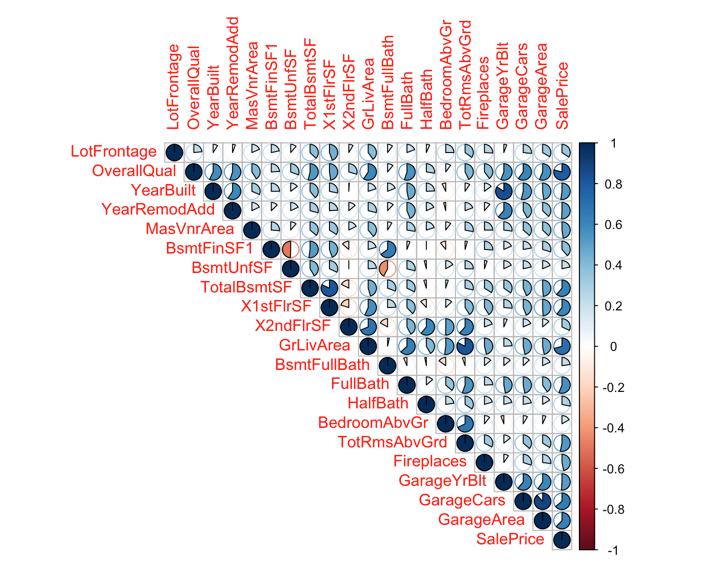 LotFrontage
OverallQual
YearBuilt
YearRemodAdd
MasVnrArea
BsmtFinSF1
BsmtUnfSF
TotalBsmtSF
X1stFlrSF
X2ndFlrSF
GrLivArea
BsmtFullBath
FullBath
HalfBath
BedroomAbvGr
TotRmsAbvGrd
Fireplaces
GarageYrBlt
GarageCars
GarageArea
SalePrice
LotFrontage
OverallQual
YearBuilt
YearRemodAdd
MasVnrArea
BsmtFinSF1
BsmtUnfSF
TotalBsmtSF
X1stFlrSF
X2ndFlrSF
GrLivArea
BsmtFullBath
FullBath
HalfBath
BedroomAbvGr
TotRmsAbvGrd
Fireplaces
GarageYrBlt
GarageCars
GarageArea
SalePrice
1
0.8
0.6
0.4
0.2
0
-0.2
-0.4
-0.6
-0.8
-1